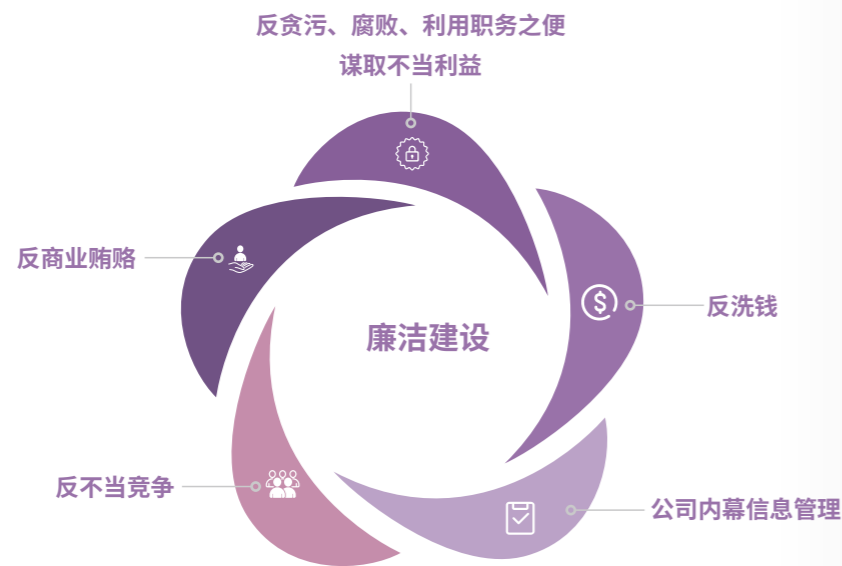 反贪污、腐败、利用职务之便
谋取不当利益
反商业贿赂
反洗钱
廉洁建设
反不当竞争
公司内幕信息管理